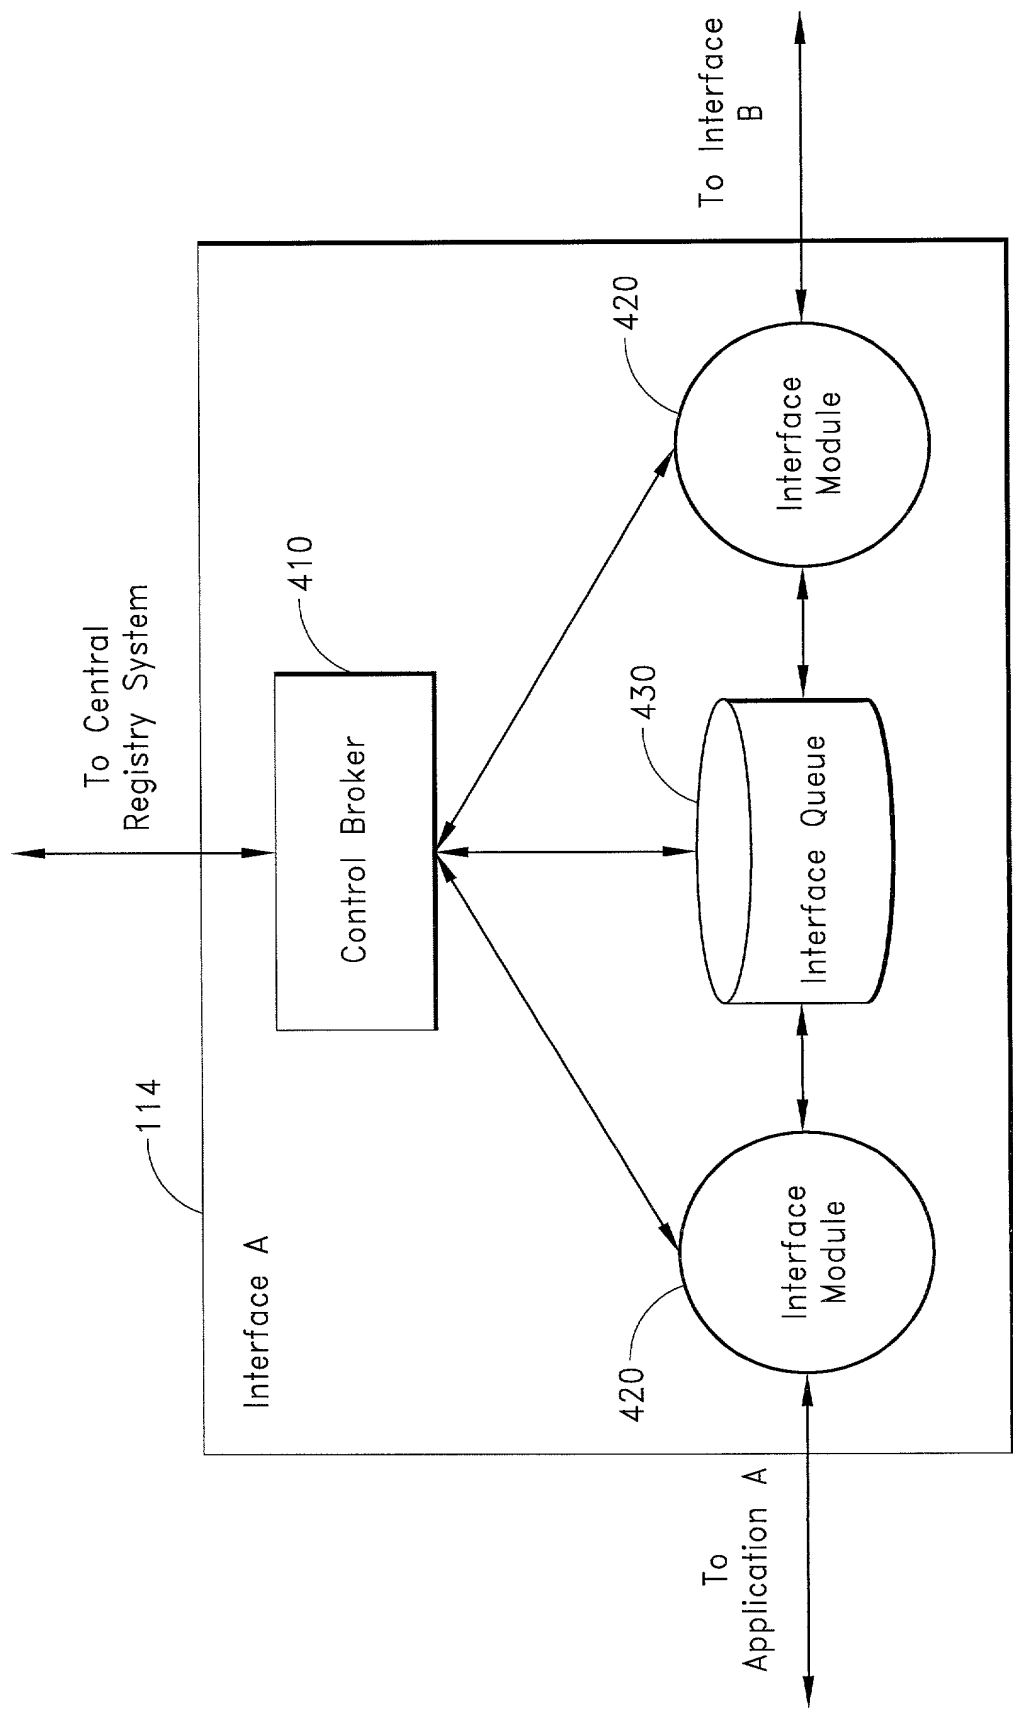 To Central
Registry System
114
Interface A
410
Control Broker
420
430
420
To
Application A
Interface
Module
Interface Queue
Interface
Module
To Interface
B